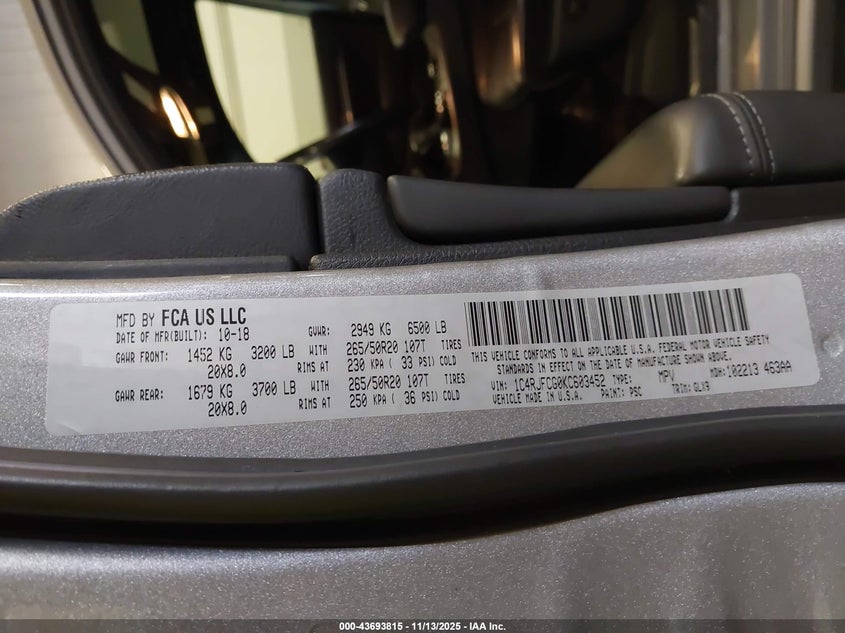 MFD BY FCA US LLC
DATE OF MFR(BUILT): 10-18 GVWR: 2949 KG 6500 LB
GAWR FRONT: 1452 KG 3200 LB WITH 265/50R20 107T TIRES
20X8.0 RIMS AT 230 KPA ( 33 PSI) COLD
GAWR REAR: 1679 KG 3700 LB WITH 265/50R20 107T TIRES
20X8.0 RIMS AT 250 KPA ( 36 PSI) COLD
THIS VEHICLE CONFORMS TO ALL APPLICABLE U.S.A. FEDERAL MOTOR VEHICLE SAFETY
STANDARDS IN EFFECT ON THE DATE OF MANUFACTURE SHOWN ABOVE.
VIN: 1C4RJFCG0KC603452 TYPE: MPV MDH:102213 463AA
VEHICLE MADE IN U.S.A. PAINT: PSC TRIM: GLX9
000-43693815 - 11/13/2025 - IAA Inc.